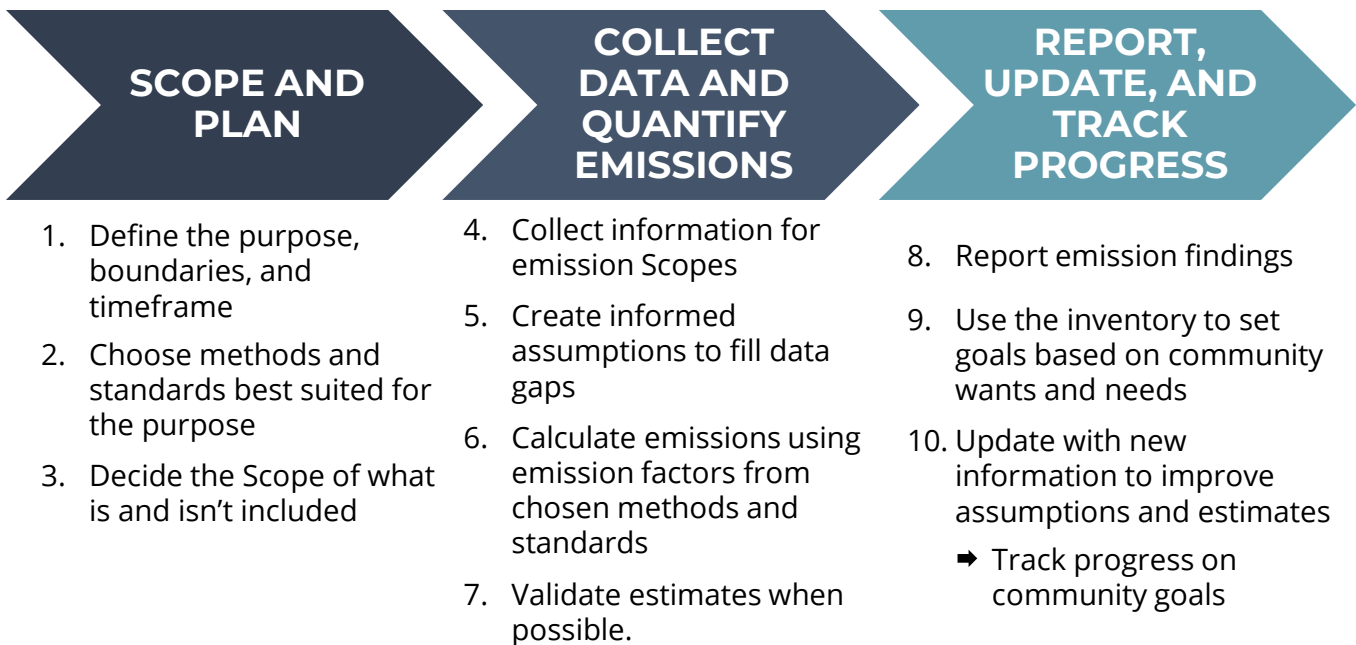 SCOPE AND
PLAN
1. Define the purpose,
boundaries, and
timeframe
2. Choose methods and
standards best suited for
the purpose
3. Decide the Scope of what
is and isn’t included
COLLECT
DATA AND
QUANTIFY
EMISSIONS
4. Collect information for
emission Scopes
5. Create informed
assumptions to fill data
gaps
6. Calculate emissions using
emission factors from
chosen methods and
standards
7. Validate estimates when
possible.
REPORT,
UPDATE, AND
TRACK
PROGRESS
8. Report emission findings
9. Use the inventory to set
goals based on community
wants and needs
10. Update with new
information to improve
assumptions and estimates
➡ Track progress on
community goals